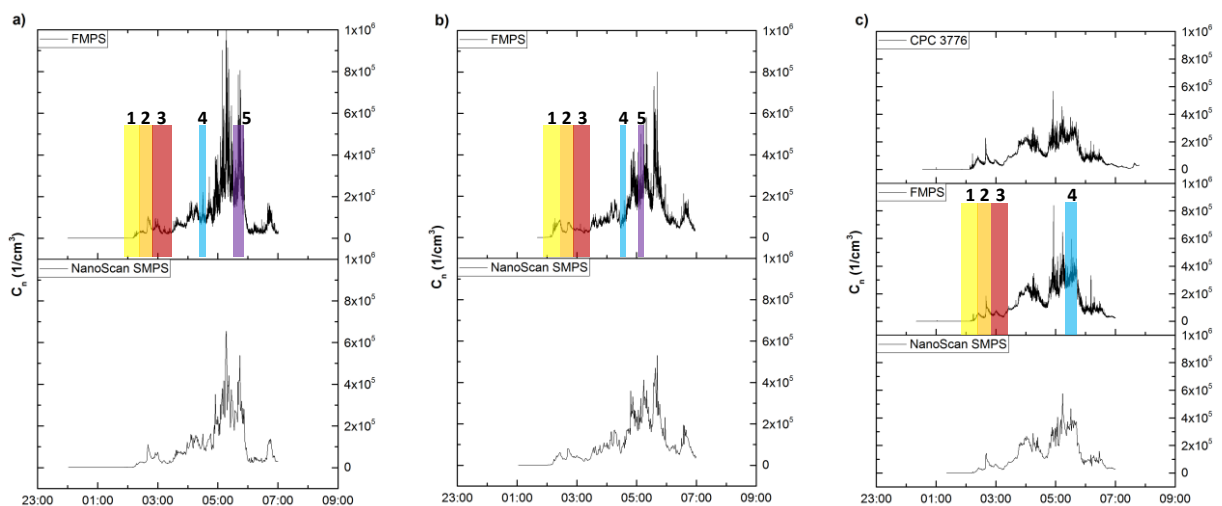 a)
FMPS
1 2 3 4 5
1x10⁶
8x10⁵
6x10⁵
4x10⁵
2x10⁵
0
Cₙ (1/cm³)
1x10⁶
NanoScan SMPS
8x10⁵
6x10⁵
4x10⁵
2x10⁵
0
23:00 01:00 03:00 05:00 07:00 09:00
b)
FMPS
1 2 3 4 5
1x10⁶
8x10⁵
6x10⁵
4x10⁵
2x10⁵
0
Cₙ (1/cm³)
1x10⁶
NanoScan SMPS
8x10⁵
6x10⁵
4x10⁵
2x10⁵
0
23:00 01:00 03:00 05:00 07:00 09:00
c)
CPC 3776
1x10⁶
8x10⁵
6x10⁵
4x10⁵
2x10⁵
0
FMPS
1 2 3 4
1x10⁶
8x10⁵
6x10⁵
4x10⁵
2x10⁵
0
Cₙ (1/cm³)
NanoScan SMPS
1x10⁶
8x10⁵
6x10⁵
4x10⁵
2x10⁵
0
23:00 01:00 03:00 05:00 07:00 09:00